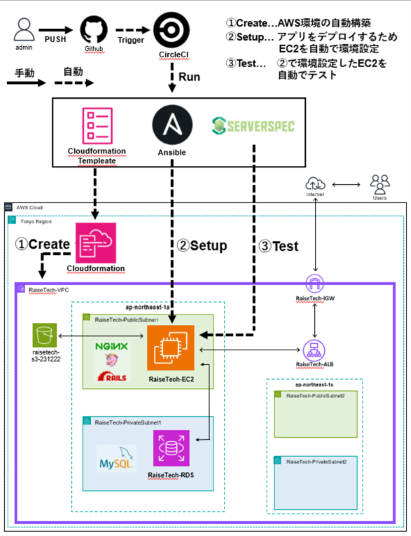 ①Create…AWS環境の自動構築
②Setup…アプリをデプロイするため
EC2を自動で環境設定
③Test… ②で環境設定したEC2を
自動でテスト
admin
PUSH
Github
Trigger
CircleCI
手動
自動
Run
Cloudformation
Templeate
Ansible
SERVERSPEC
AWS Cloud
Internet
Users
Tokyo Region
①Create
②Setup
③Test
Cloudformation
RaiseTech-VPC
RaiseTech-IGW
ap-northeast-1a
RaiseTech-PublicSubnet1
raisetech-
s3-231222
NGINX
RAILS
RaiseTech-EC2
RaiseTech-ALB
ap-northeast-1c
RaiseTech-PublicSubnet2
RaiseTech-PrivateSubnet1
MySQL
RaiseTech-RDS
RaiseTech-PrivateSubnet2